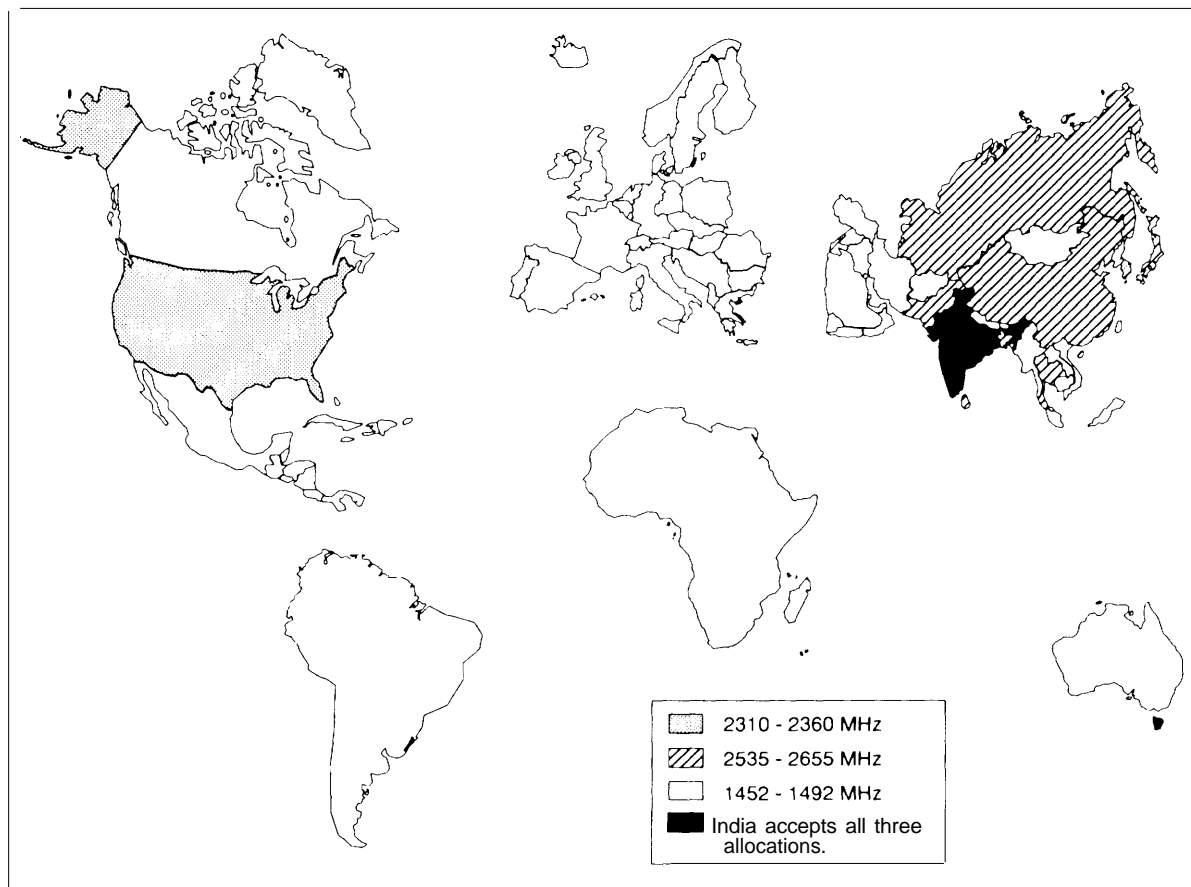 2310 - 2360 MHz
2535 - 2655 MHz
1452 - 1492 MHz
India accepts all three
allocations.